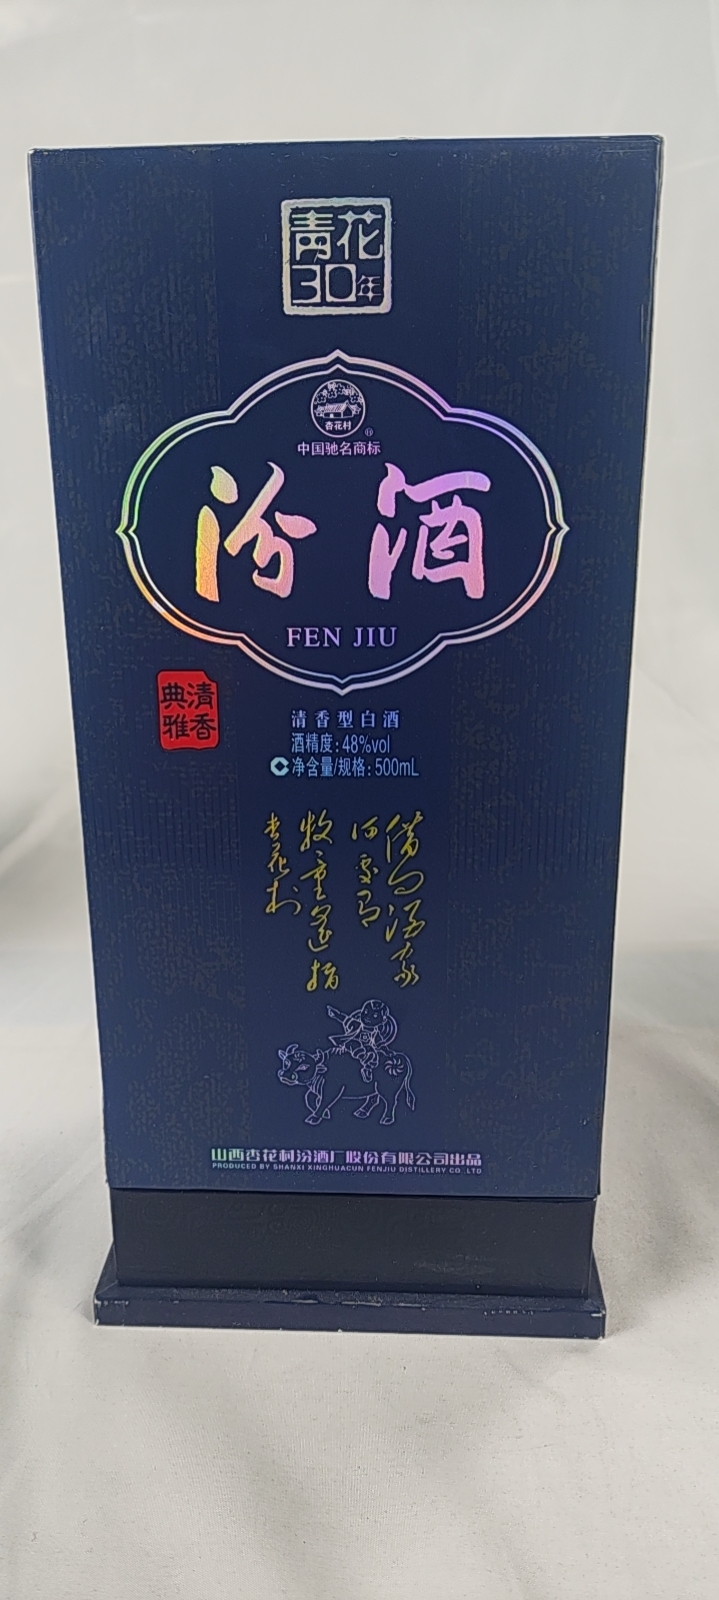 青花
30年
杏花村
®
中国驰名商标
汾酒
FEN JIU
清香
典雅
清香型白酒
酒精度:48%vol
净含量/规格:500mL
借问酒家
何处有
牧童遥指
杏花村
山西杏花村汾酒厂股份有限公司出品
PRODUCED BY SHANXI XINGHUACUN FENJIU DISTILLERY CO.,LTD